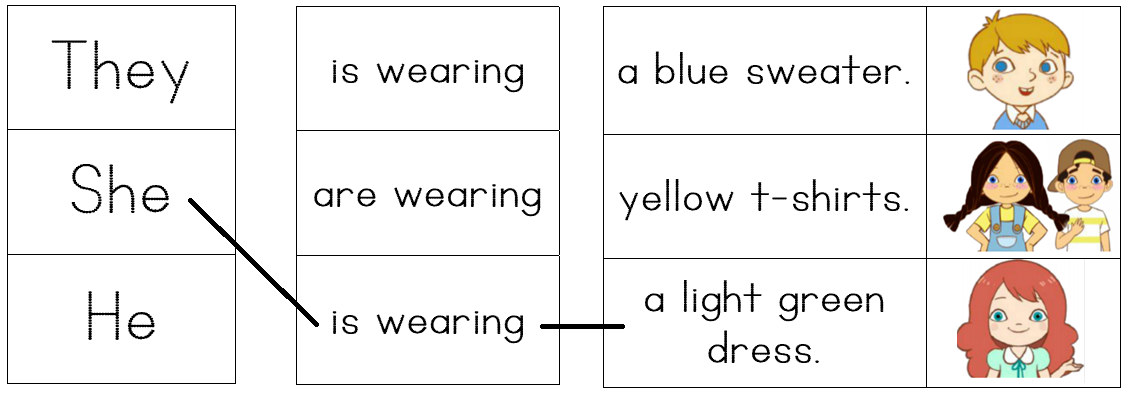 They is wearing a blue sweater.
She are wearing yellow t-shirts.
He is wearing a light green
dress.